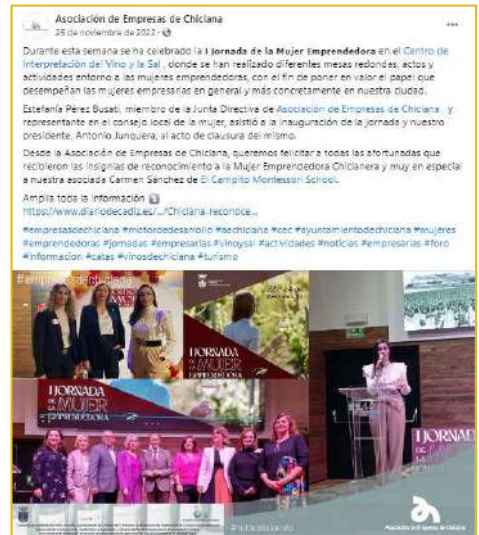 Asociación de Empresas de Chiclana
25 de noviembre de 2022
Durante esta semana se ha celebrado la I Jornada de la Mujer Emprendedora en el Centro de
Interpretación del Vino y la Sal , donde se han realizado diferentes mesas redondas, actos y
actividades entorno a las mujeres emprendedoras, con el fin de poner en valor el papel que
desempeñan las mujeres empresarias en general y más concretamente en nuestra ciudad.
Estefanía Pérez Busati, miembro de la Junta Directiva de Asociación de Empresas de Chiclana y
representante en el consejo local de la mujer, asistió a la inauguración de la jornada y nuestro
presidente, Antonio Junquera, al acto de clausura del mismo.
Desde la Asociación de Empresas de Chiclana, queremos felicitar a todas las afortunadas que
recibieron las insignias de reconocimiento a la Mujer Emprendedora Chiclanera y muy en especial
a nuestra asociada Carmen Sánchez de El Campito Montessori School.
Amplia toda la información
https://www.diariodecadiz.es/.../Chiclana-reconoce...
#empresasdechiclana #motordedesarrollo #aechiclana #cec #ayuntamientodechiclana #mujeres
#emprendedoras #jornadas #empresarias #vinoysal #actividades #noticias #empresarias #foro
#informacion #catas #vinosdechiclana #turismo
#empresasdechiclana
22-24 de
I JORNADA
DE LA MUJER
EMPRENDEDORA
I JORNADA
DE LA MUJER
EMPRENDEDORA
I JORNADA
Asociación de Empresas de Chiclana